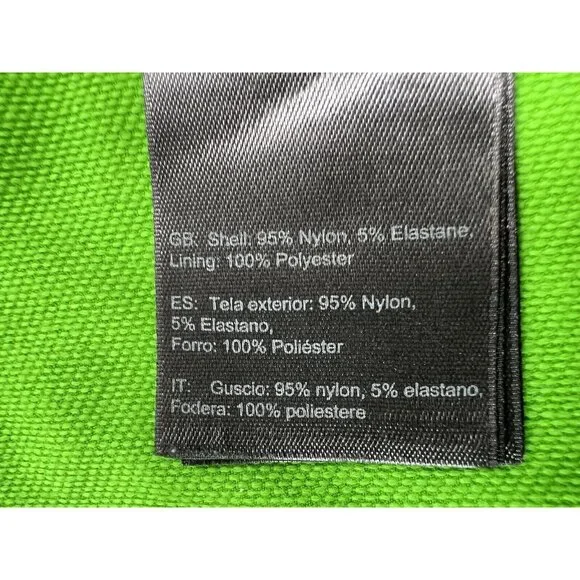 GB: Shell: 95% Nylon, 5% Elastane,
Lining: 100% Polyester
ES: Tela exterior: 95% Nylon,
5% Elastano,
Forro: 100% Poliéster
IT: Guscio: 95% nylon, 5% elastano,
Fodera: 100% poliestere